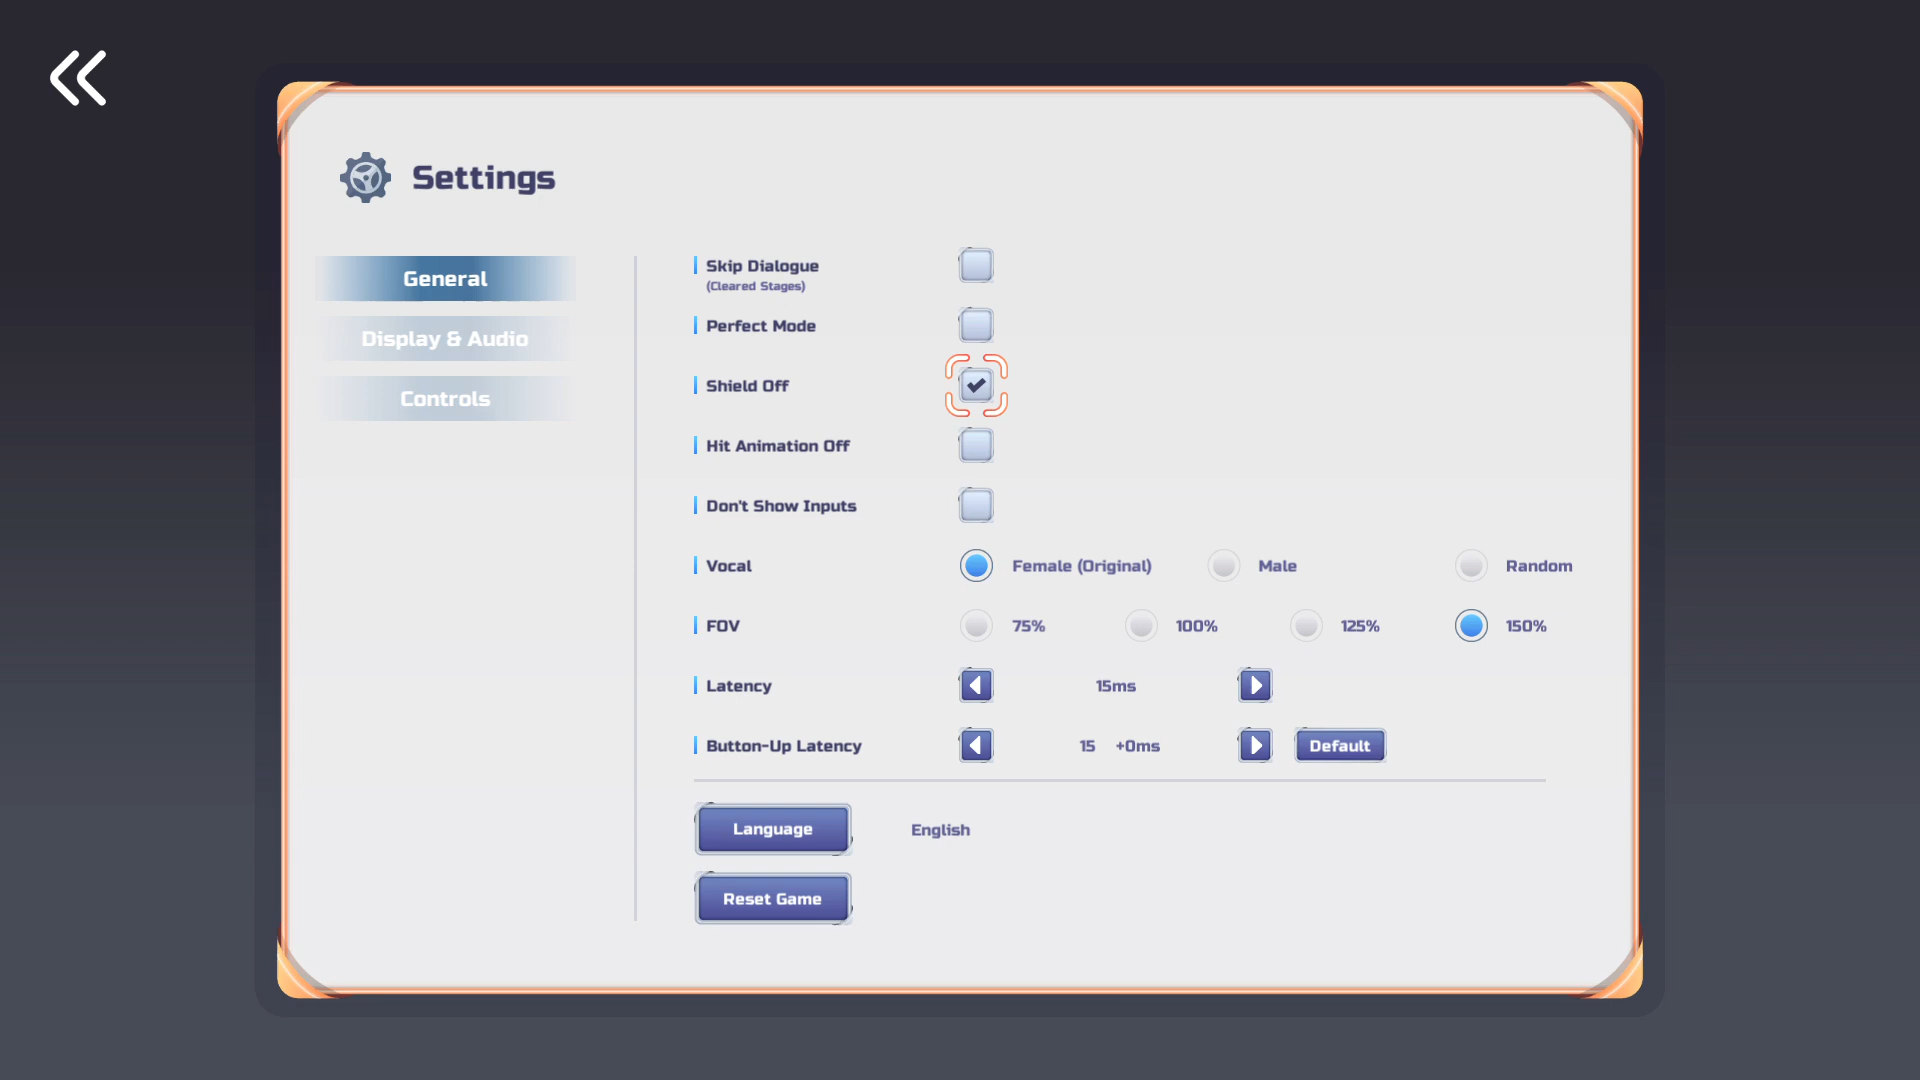 Settings
General
Display & Audio
Controls
Skip Dialogue
(Cleared Stages)
Perfect Mode
Shield Off
Hit Animation Off
Don't Show Inputs
Vocal Female (Original) Male Random
FOV 75% 100% 125% 150%
Latency 15ms
Button-Up Latency 15 +0ms Default
Language English
Reset Game